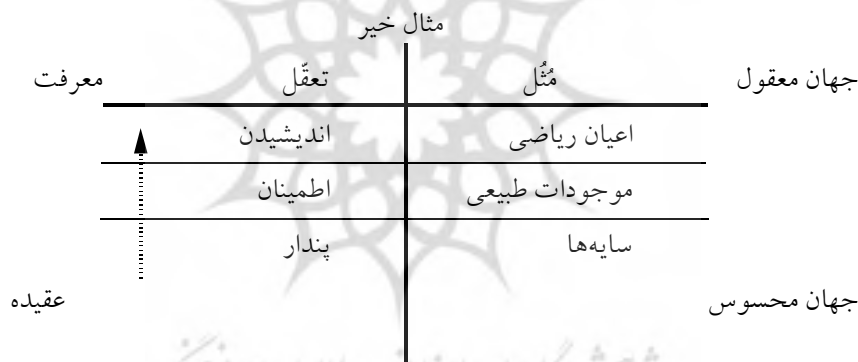 مثال خیر
جهان معقول مُثُل تعقّل معرفت
اعیان ریاضی اندیشیدن
موجودات طبیعی اطمینان
سایه‌ها پندار
جهان محسوس عقیده